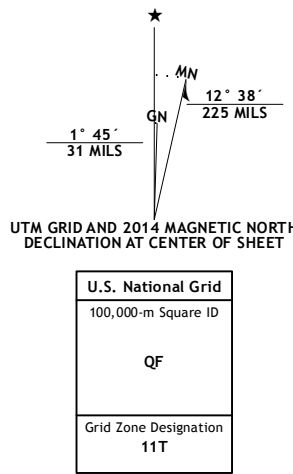 ★
MN
GN
12° 38´
225 MILS
1° 45´
31 MILS
UTM GRID AND 2014 MAGNETIC NORTH
DECLINATION AT CENTER OF SHEET
U.S. National Grid
100,000-m Square ID
QF
Grid Zone Designation
11T